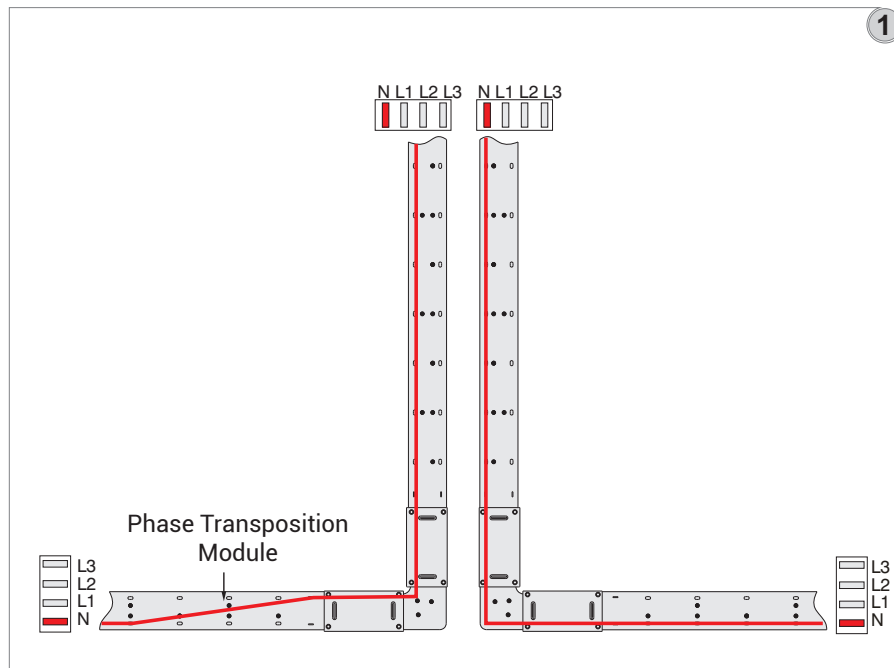 1
N L1 L2 L3
N L1 L2 L3
Phase Transposition
Module
L3
L2
L1
N
L3
L2
L1
N